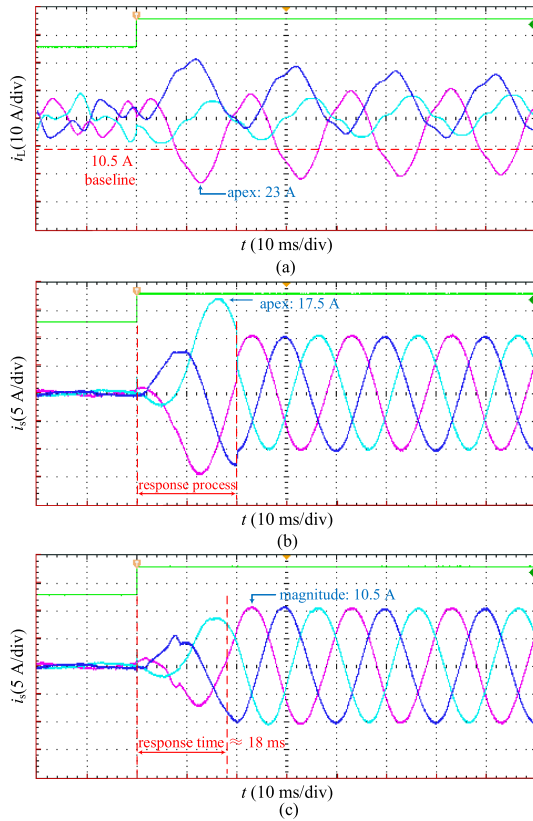 T
i_L(10 A/div)
10.5 A
baseline
apex: 23 A
t (10 ms/div)
(a)
T
i_s(5 A/div)
apex: 17.5 A
response process
t (10 ms/div)
(b)
T
i_s(5 A/div)
magnitude: 10.5 A
response time ≈ 18 ms
t (10 ms/div)
(c)